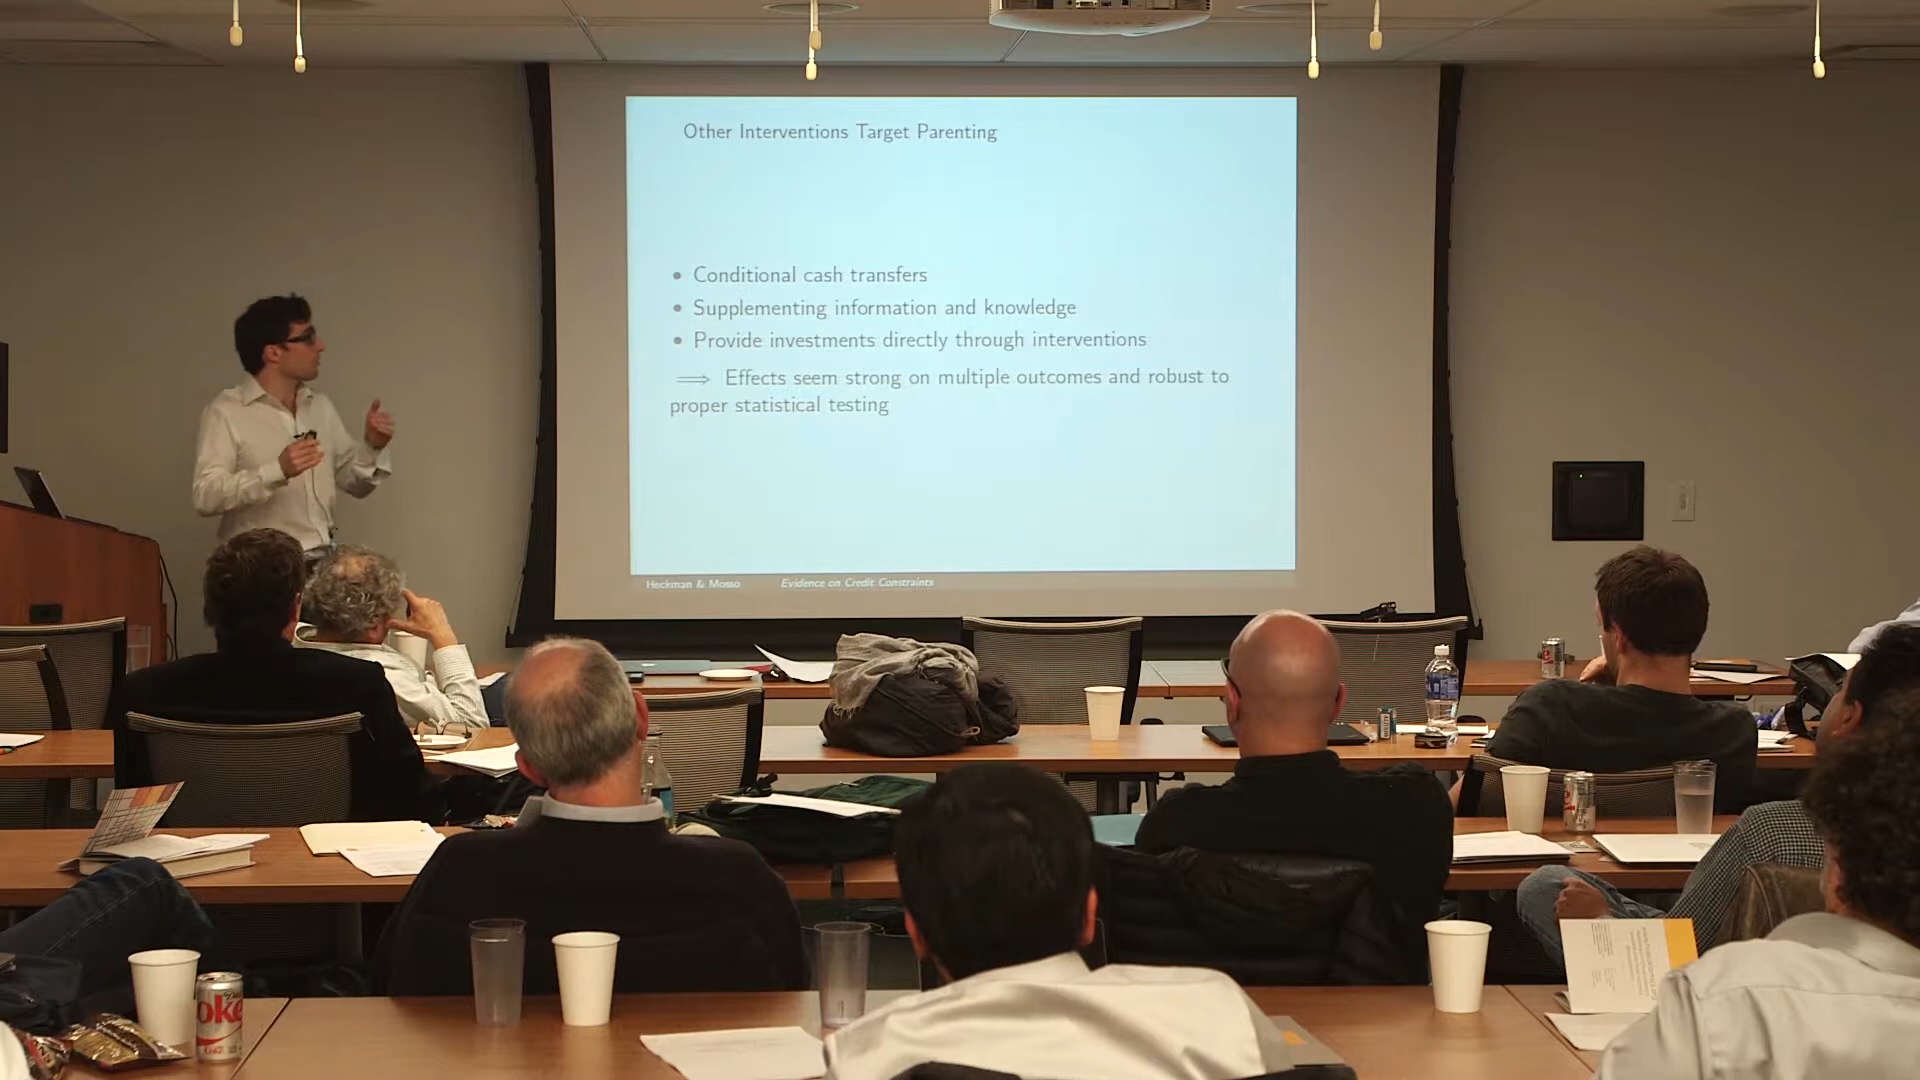 Other Interventions Target Parenting
• Conditional cash transfers
• Supplementing information and knowledge
• Provide investments directly through interventions
⟹ Effects seem strong on multiple outcomes and robust to
proper statistical testing
Heckman & Mosso Evidence on Credit Constraints
oke